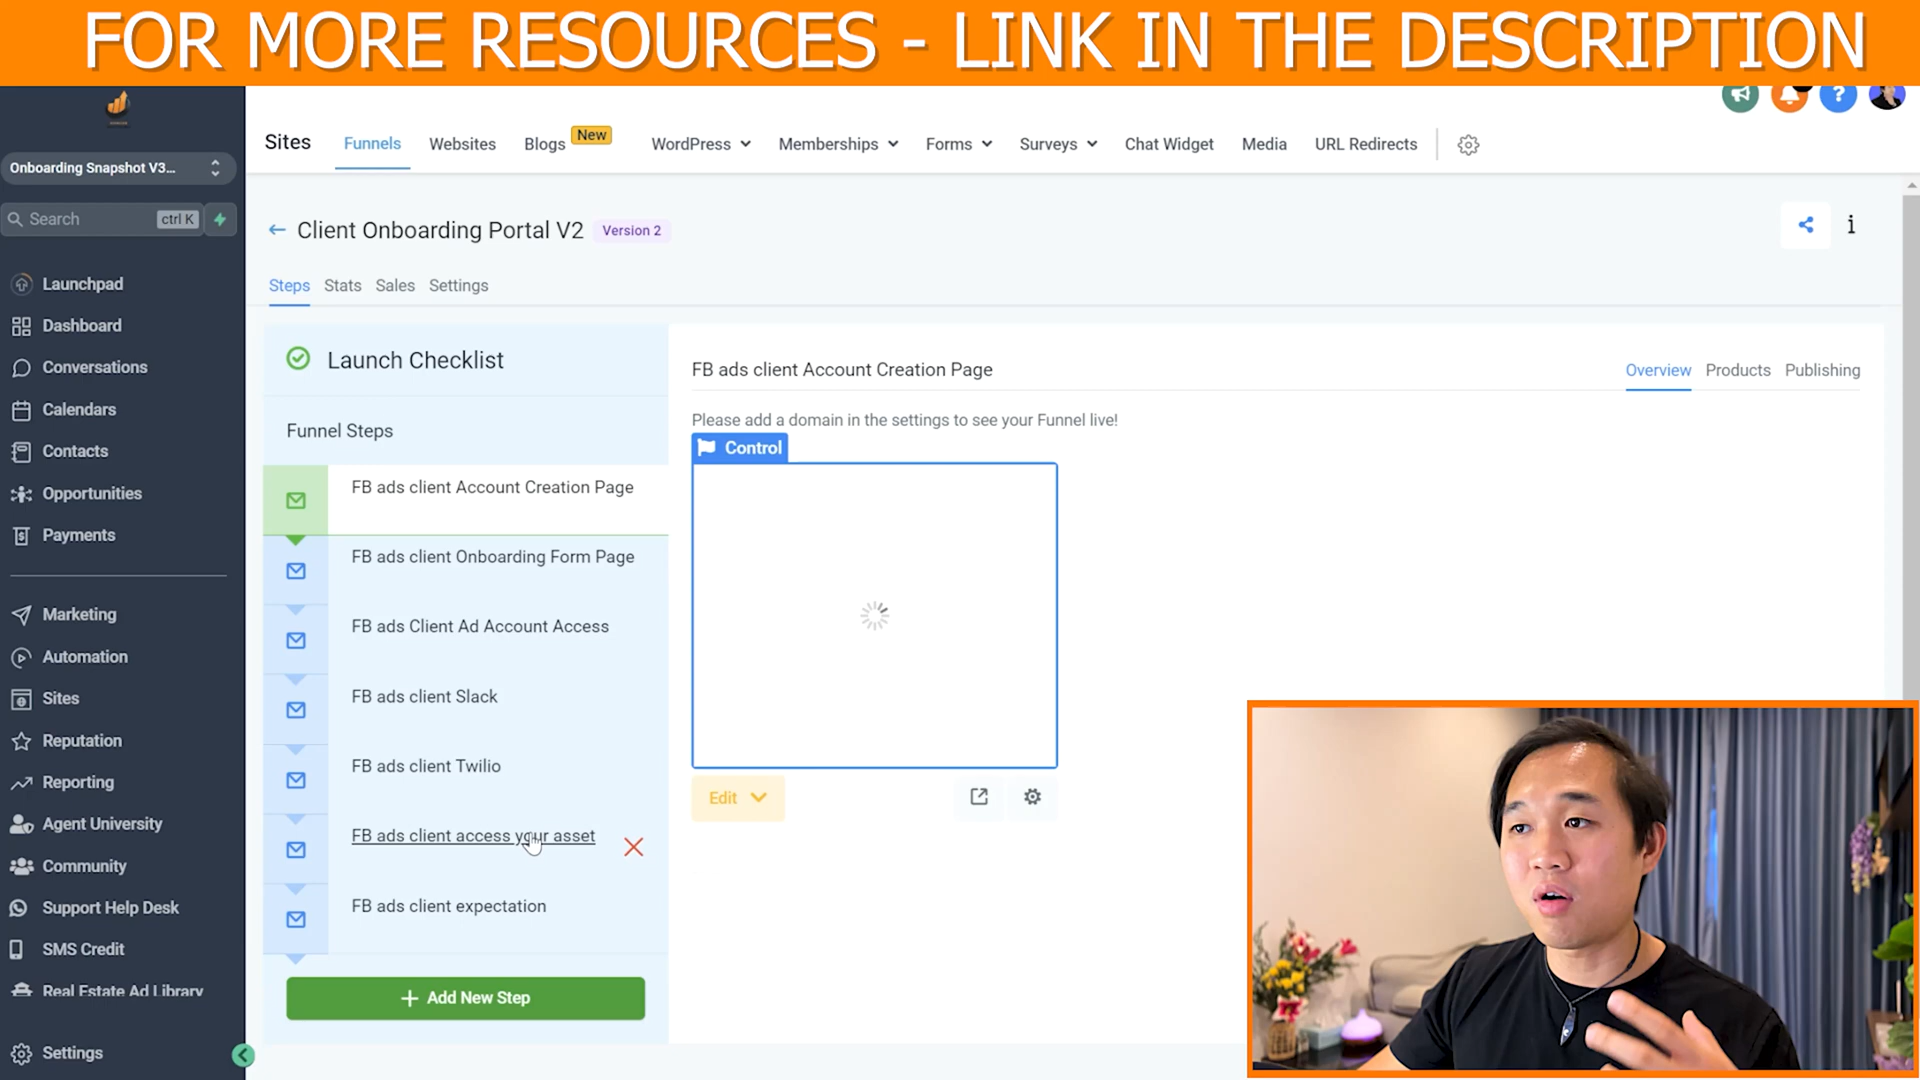 FOR MORE RESOURCES - LINK IN THE DESCRIPTION
Sites
Funnels
Websites
Blogs
New
WordPress
Memberships
Forms
Surveys
Chat Widget
Media
URL Redirects
Onboarding Snapshot V3...
Search
ctrl K
Launchpad
Dashboard
Conversations
Calendars
Contacts
Opportunities
Payments
Marketing
Automation
Sites
Reputation
Reporting
Agent University
Community
Support Help Desk
SMS Credit
Real Estate Ad Library
Settings
Client Onboarding Portal V2
Version 2
Steps
Stats
Sales
Settings
Launch Checklist
Funnel Steps
FB ads client Account Creation Page
FB ads client Onboarding Form Page
FB ads Client Ad Account Access
FB ads client Slack
FB ads client Twilio
FB ads client access your asset
FB ads client expectation
+ Add New Step
FB ads client Account Creation Page
Overview
Products
Publishing
Please add a domain in the settings to see your Funnel live!
Control
Edit